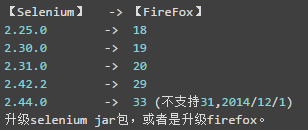 【Selenium】 -> 【FireFox】
2.25.0 -> 18
2.30.0 -> 19
2.31.0 -> 20
2.42.2 -> 29
2.44.0 -> 33 (不支持31,2014/12/1)
升级selenium jar包，或者是升级firefox。